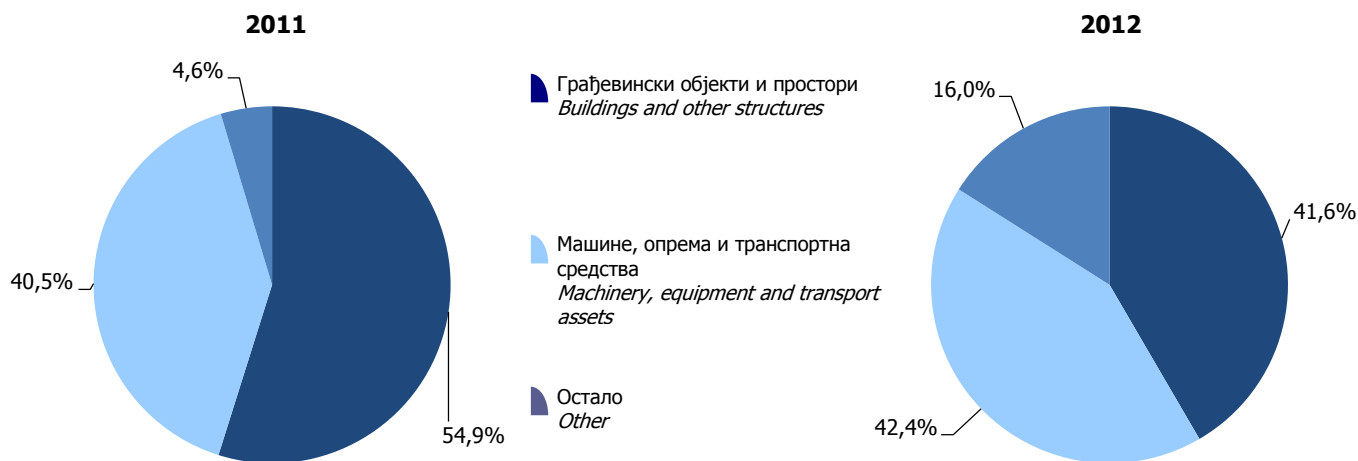 2011
4,6%
40,5%
54,9%
Грађевински објекти и простори
Buildings and other structures
Машине, опрема и транспортна
средства
Machinery, equipment and transport
assets
Остало
Other
2012
16,0%
41,6%
42,4%